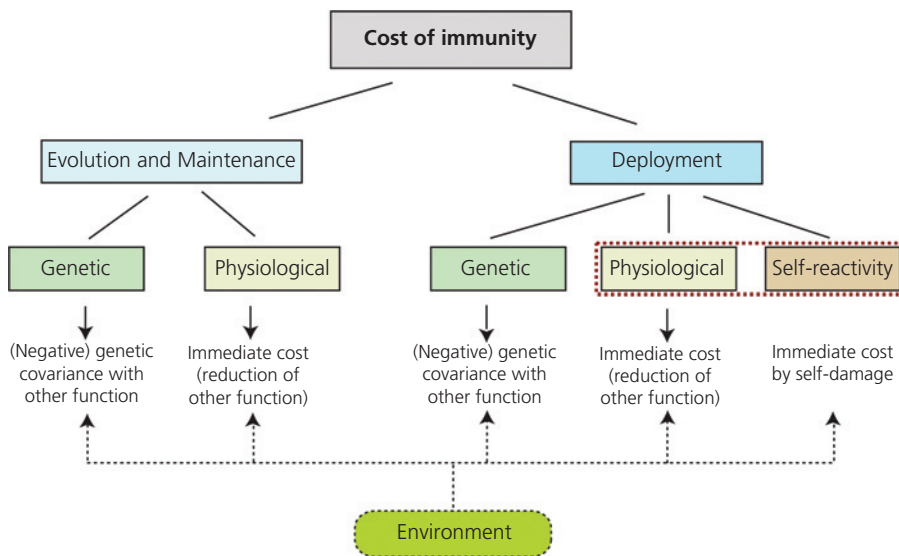 Cost of immunity
Evolution and Maintenance
Deployment
Genetic
Physiological
Genetic
Physiological
Self-reactivity
(Negative) genetic
covariance with
other function
Immediate cost
(reduction of
other function)
(Negative) genetic
covariance with
other function
Immediate cost
(reduction of
other function)
Immediate cost
by self-damage
Environment